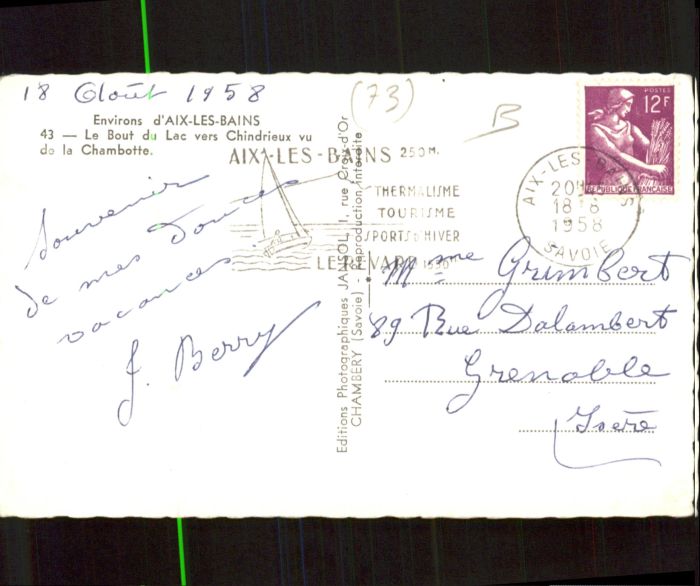 18 Août 1958
(73)
B
Environs d'AIX-LES-BAINS
43 — Le Bout du Lac vers Chindrieux vu
de la Chambotte.
Souvenir
de mes
vacances
J. Berry
AIX-LES-BAINS 250 M.
THERMALISME
TOURISME
SPORTS D'HIVER
LE REVARD
Editions Photographiques JANSOL, 1, rue Croix-d'Or
CHAMBERY (Savoie) - Reproduction interdite
POSTES
12F
REPUBLIQUE FRANÇAISE
AIX-LES-BAINS
20H
18-8
1958
SAVOIE
Mme Grimbert
89 Rue Dalambert
Grenoble
Isère